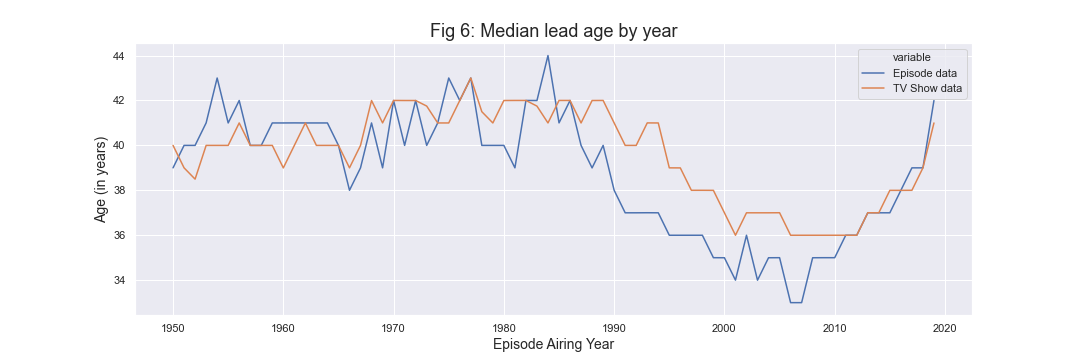 Fig 6: Median lead age by year
variable
Episode data
TV Show data
Age (in years)
44
42
40
38
36
34
1950
1960
1970
1980
1990
2000
2010
2020
Episode Airing Year